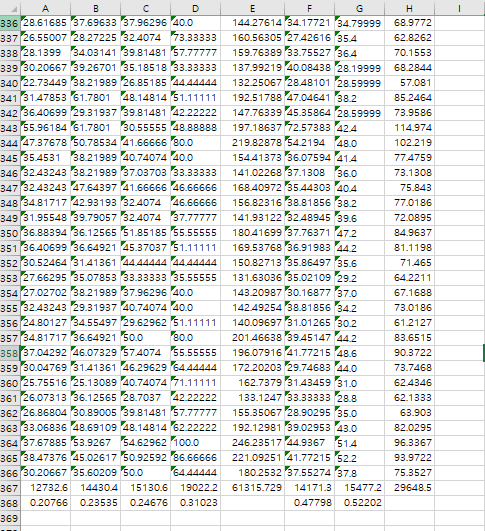 A B C D E F G H I
336 28.61685 37.69633 37.96296 40.0 144.27614 34.17721 34.79999 68.9772
337 26.55007 28.27225 32.4074 73.33333 160.56305 27.42616 35.4 62.8262
338 28.1399 34.03141 39.81481 57.77777 159.76389 33.75527 36.4 70.1553
339 30.20667 39.26701 35.18518 33.33333 137.99219 40.08438 28.19999 68.2844
340 22.73449 38.21989 26.85185 44.44444 132.25067 28.48101 28.59999 57.081
341 31.47853 61.7801 48.14814 51.11111 192.51788 47.04641 38.2 85.2464
342 36.40699 29.31937 39.81481 42.22222 147.76339 45.35864 28.59999 73.9586
343 55.96184 61.7801 30.55555 48.88888 197.18637 72.57383 42.4 114.974
344 47.37678 50.78534 41.66666 80.0 219.82878 54.2194 48.0 102.219
345 35.4531 38.21989 40.74074 40.0 154.41373 36.07594 41.4 77.4759
346 32.43243 38.21989 37.03703 33.33333 141.02268 37.1308 36.0 73.1308
347 32.43243 47.64397 41.66666 46.66666 168.40972 35.44303 40.4 75.843
348 34.81717 42.93193 32.4074 46.66666 156.82316 38.81856 38.2 77.0186
349 31.95548 39.79057 32.4074 37.77777 141.93122 32.48945 39.6 72.0895
350 36.88394 36.12565 51.85185 55.55555 180.41699 37.76371 47.2 84.9637
351 36.40699 36.64921 45.37037 51.11111 169.53768 36.91983 44.2 81.1198
352 30.52464 31.41361 44.44444 44.44444 150.82713 35.86497 35.6 71.465
353 27.66295 35.07853 33.33333 35.55555 131.63036 35.02109 29.2 64.2211
354 27.02702 38.21989 37.96296 40.0 143.20987 30.16877 37.0 67.1688
355 32.43243 29.31937 40.74074 40.0 142.49254 38.81856 34.2 73.0186
356 24.80127 34.55497 29.62962 51.11111 140.09697 31.01265 30.2 61.2127
357 34.81717 36.64921 50.0 80.0 201.46638 39.45147 44.2 83.6515
358 37.04292 46.07329 57.4074 55.55555 196.07916 41.77215 48.6 90.3722
359 30.04769 31.41361 46.29629 64.44444 172.20203 29.74683 44.0 73.7468
360 25.75516 25.13089 40.74074 71.11111 162.7379 31.43459 31.0 62.4346
361 26.07313 36.12565 28.7037 42.22222 133.1247 33.33333 28.8 62.1333
362 26.86804 30.89005 39.81481 57.77777 155.35067 28.90295 35.0 63.903
363 33.06836 48.69109 48.14814 62.22222 192.12981 39.02953 43.0 82.0295
364 37.67885 53.9267 54.62962 100.0 246.23517 44.9367 51.4 96.3367
365 38.47376 45.02617 50.92592 86.66666 221.09251 41.77215 52.2 93.9722
366 30.20667 35.60209 50.0 64.44444 180.2532 37.55274 37.8 75.3527
367 12732.6 14430.4 15130.6 19022.2 61315.729 14171.3 15477.2 29648.5
368 0.20766 0.23535 0.24676 0.31023 0.47798 0.52202
369